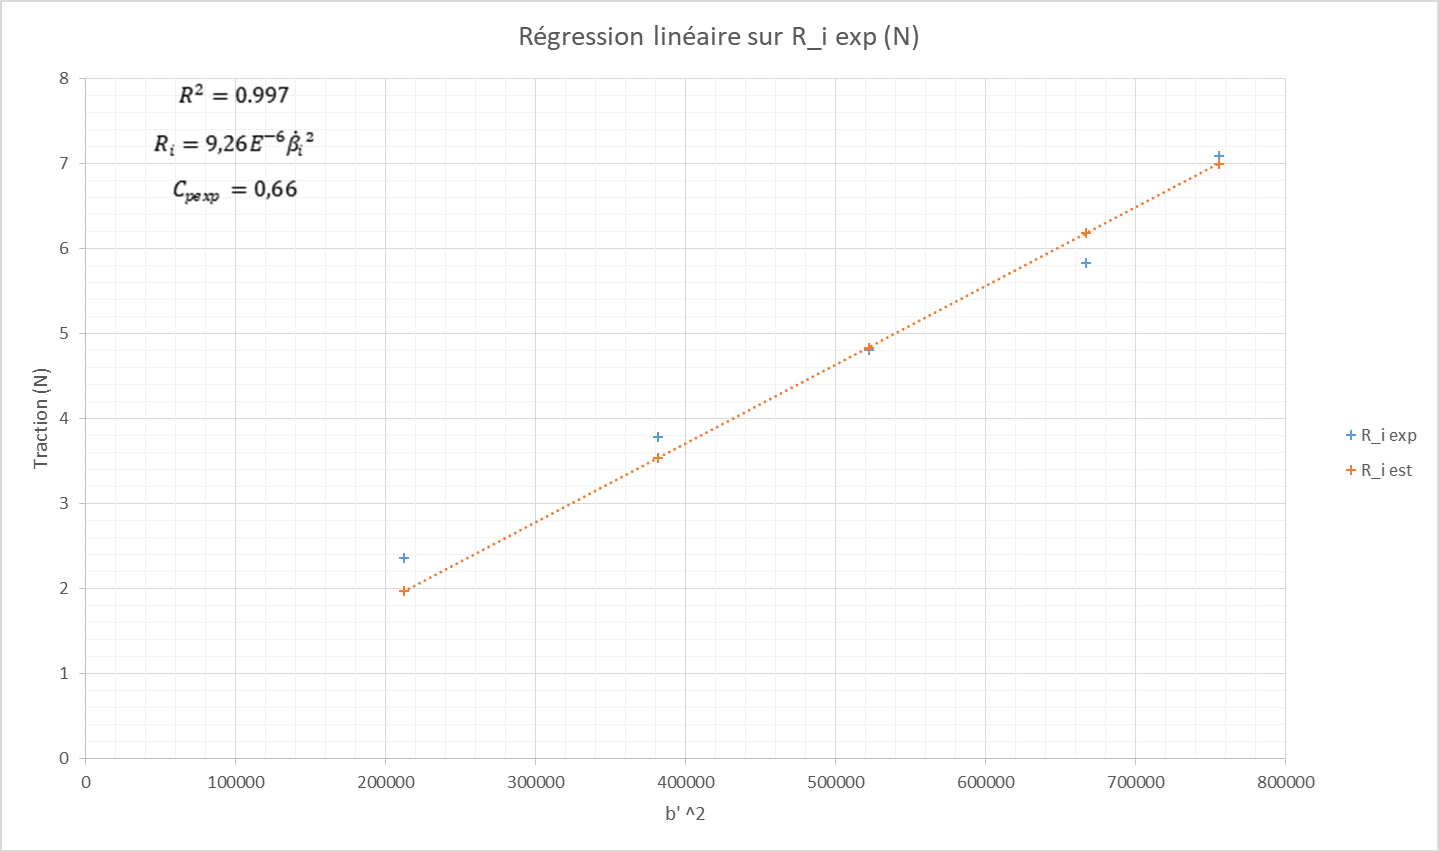 Régression linéaire sur R_i exp (N)
R² = 0.997
Rᵢ = 9,26E⁻⁶β̇ᵢ²
C_pexp = 0,66
8
7
6
5
4
3
2
1
0
Traction (N)
0 100000 200000 300000 400000 500000 600000 700000 800000
b' ^2
R_i exp
R_i est